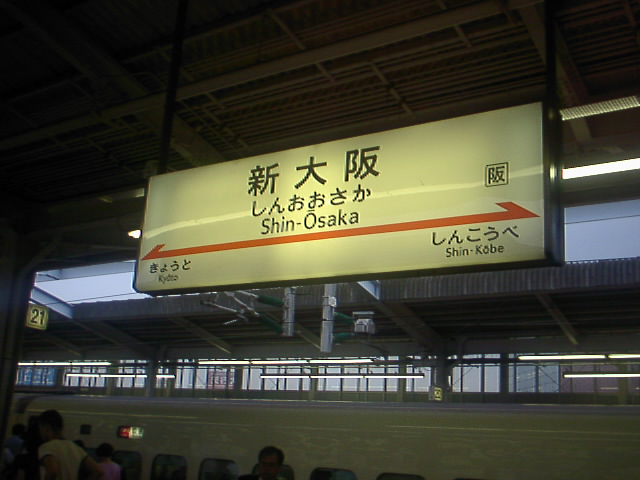 新大阪
阪
しんおおさか
Shin-Ōsaka
きょうと
Kyōto
しんこうべ
Shin-Kōbe
21